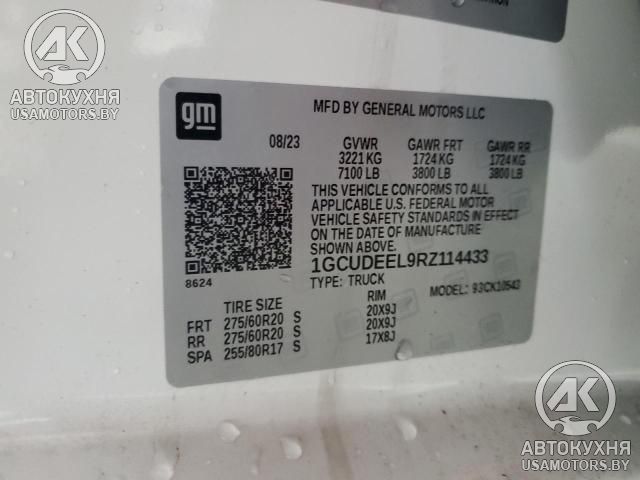 AK
АВТОКУХНЯ
USAMOTORS.BY
gm
MFD BY GENERAL MOTORS LLC
08/23 GVWR GAWR FRT GAWR RR
3221 KG 1724 KG 1724 KG
7100 LB 3800 LB 3800 LB
THIS VEHICLE CONFORMS TO ALL
APPLICABLE U.S. FEDERAL MOTOR
VEHICLE SAFETY STANDARDS IN EFFECT
ON THE DATE OF MANUFACTURE
SHOWN ABOVE.
8624
1GCUDEEL9RZ114433
TYPE: TRUCK MODEL: 93CK10543
TIRE SIZE RIM
FRT 275/60R20 S 20X9J
RR 275/60R20 S 20X9J
SPA 255/80R17 S 17X8J
AK
АВТОКУХНЯ
USAMOTORS.BY